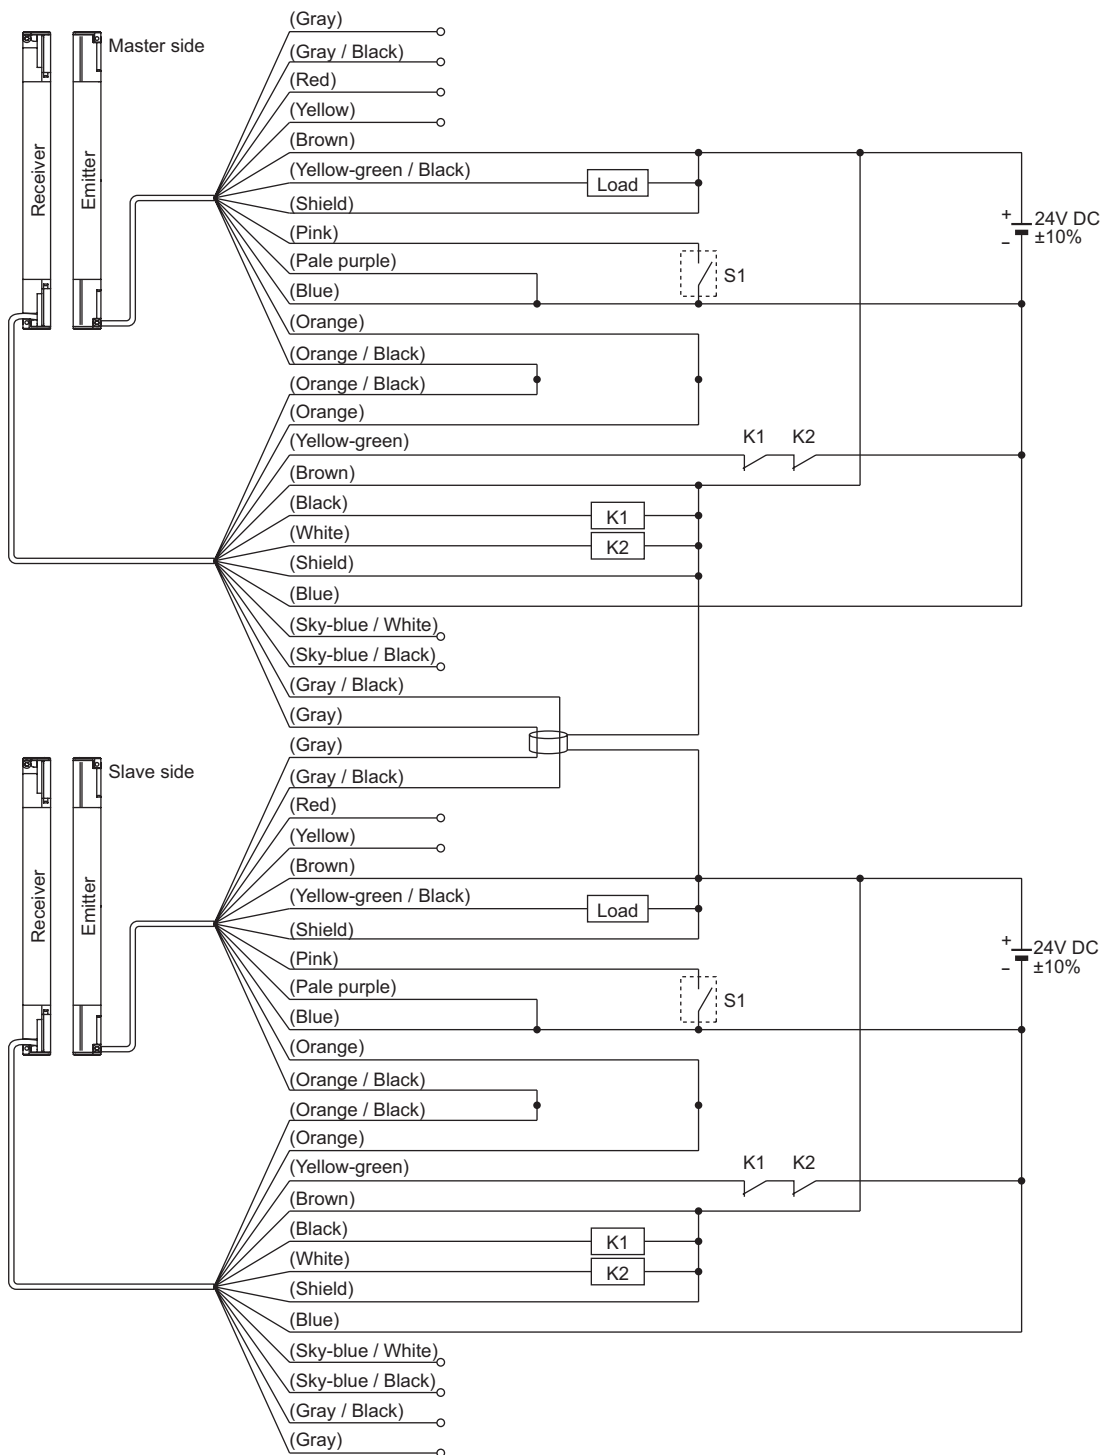 (Gray)
Master side
(Gray / Black)
(Red)
(Yellow)
(Brown)
(Yellow-green / Black)
Load
Receiver
Emitter
(Shield)
+
24V DC
(Pink)
−
±10%
(Pale purple)
S1
(Blue)
(Orange)
(Orange / Black)
(Orange / Black)
(Orange)
(Yellow-green)
K1
K2
(Brown)
(Black)
K1
(White)
K2
(Shield)
(Blue)
(Sky-blue / White)
(Sky-blue / Black)
(Gray / Black)
(Gray)
(Gray)
Slave side
(Gray / Black)
(Red)
(Yellow)
(Brown)
(Yellow-green / Black)
Load
Receiver
Emitter
(Shield)
+
24V DC
(Pink)
−
±10%
(Pale purple)
S1
(Blue)
(Orange)
(Orange / Black)
(Orange / Black)
(Orange)
(Yellow-green)
K1
K2
(Brown)
(Black)
K1
(White)
K2
(Shield)
(Blue)
(Sky-blue / White)
(Sky-blue / Black)
(Gray / Black)
(Gray)